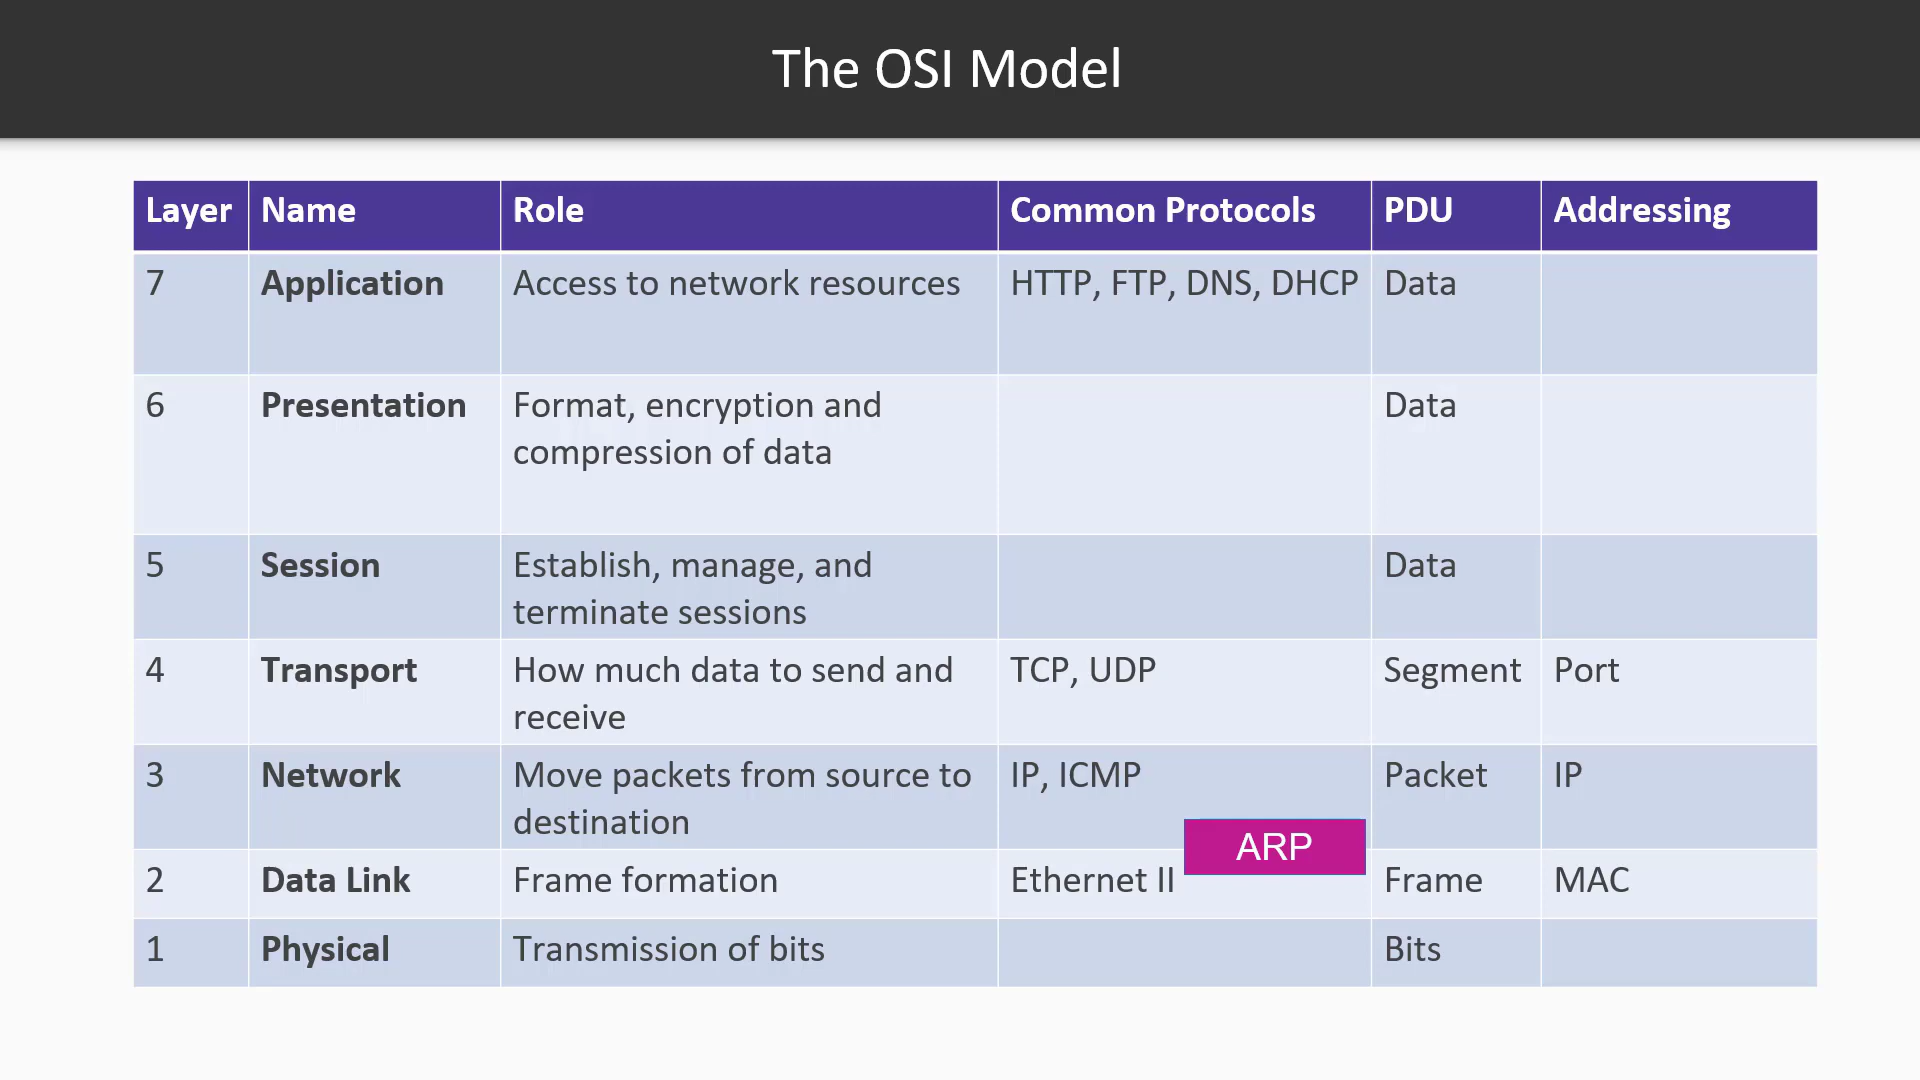 The OSI Model
Layer Name Role Common Protocols PDU Addressing
7 Application Access to network resources HTTP, FTP, DNS, DHCP Data
6 Presentation Format, encryption and Data
compression of data
5 Session Establish, manage, and Data
terminate sessions
4 Transport How much data to send and TCP, UDP Segment Port
receive
3 Network Move packets from source to IP, ICMP Packet IP
destination
ARP
2 Data Link Frame formation Ethernet II Frame MAC
1 Physical Transmission of bits Bits